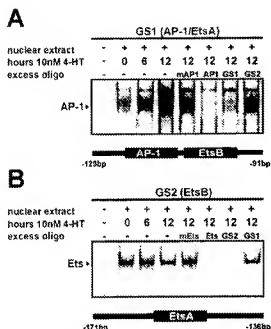 A
GS1 (AP-1/EtsA)
nuclear extract - + + + + + + +
hours 10nM 4-HT - 0 6 12 12 12 12 12
excess oligo - - - - mAP1 AP1 GS1 GS2
AP-1
AP-1 EtsB
-125bp -91bp
B
GS2 (EtsB)
nuclear extract - + + + + + + +
hours 10nM 4-HT - 0 6 12 12 12 12 12
excess oligo - - - - mEts Ets GS2 GS1
Ets
EtsA
-171bp -136bp